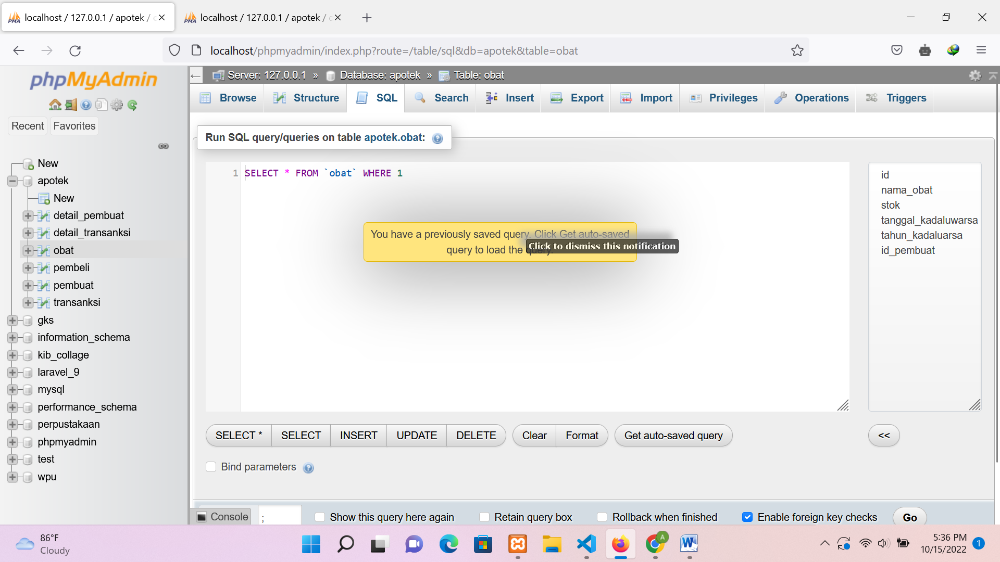 localhost / 127.0.0.1 / apotek /
localhost / 127.0.0.1 / apotek /
localhost/phpmyadmin/index.php?route=/table/sql&db=apotek&table=obat
phpMyAdmin
Recent
Favorites
New
apotek
New
detail_pembuat
detail_transanksi
obat
pembeli
pembuat
transanksi
gks
information_schema
kib_collage
laravel_9
mysql
performance_schema
perpustakaan
phpmyadmin
test
wpu
Server: 127.0.0.1 » Database: apotek » Table: obat
Browse
Structure
SQL
Search
Insert
Export
Import
Privileges
Operations
Triggers
Run SQL query/queries on table apotek.obat:
1 SELECT * FROM `obat` WHERE 1
You have a previously saved query. Click Get auto-saved
query to load the query.
Click to dismiss this notification
id
nama_obat
stok
tanggal_kadaluwarsa
tahun_kadaluarsa
id_pembuat
SELECT *
SELECT
INSERT
UPDATE
DELETE
Clear
Format
Get auto-saved query
<<
Bind parameters
Console
;
Show this query here again
Retain query box
Rollback when finished
Enable foreign key checks
Go
86°F
Cloudy
A
5:36 PM
10/15/2022
1